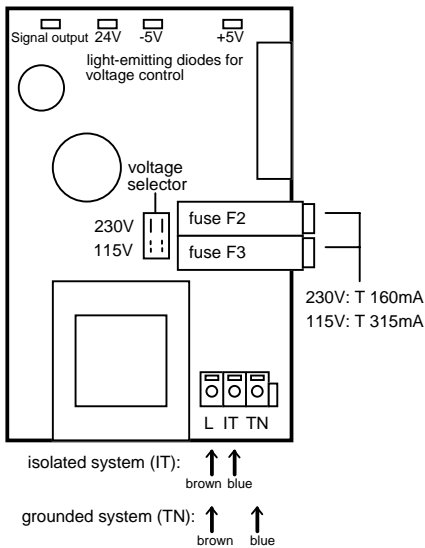 Signal output 24V -5V +5V
light-emitting diodes for
voltage control
voltage
selector
230V
115V
fuse F2
fuse F3
230V: T 160mA
115V: T 315mA
L IT TN
isolated system (IT):
brown blue
grounded system (TN):
brown blue